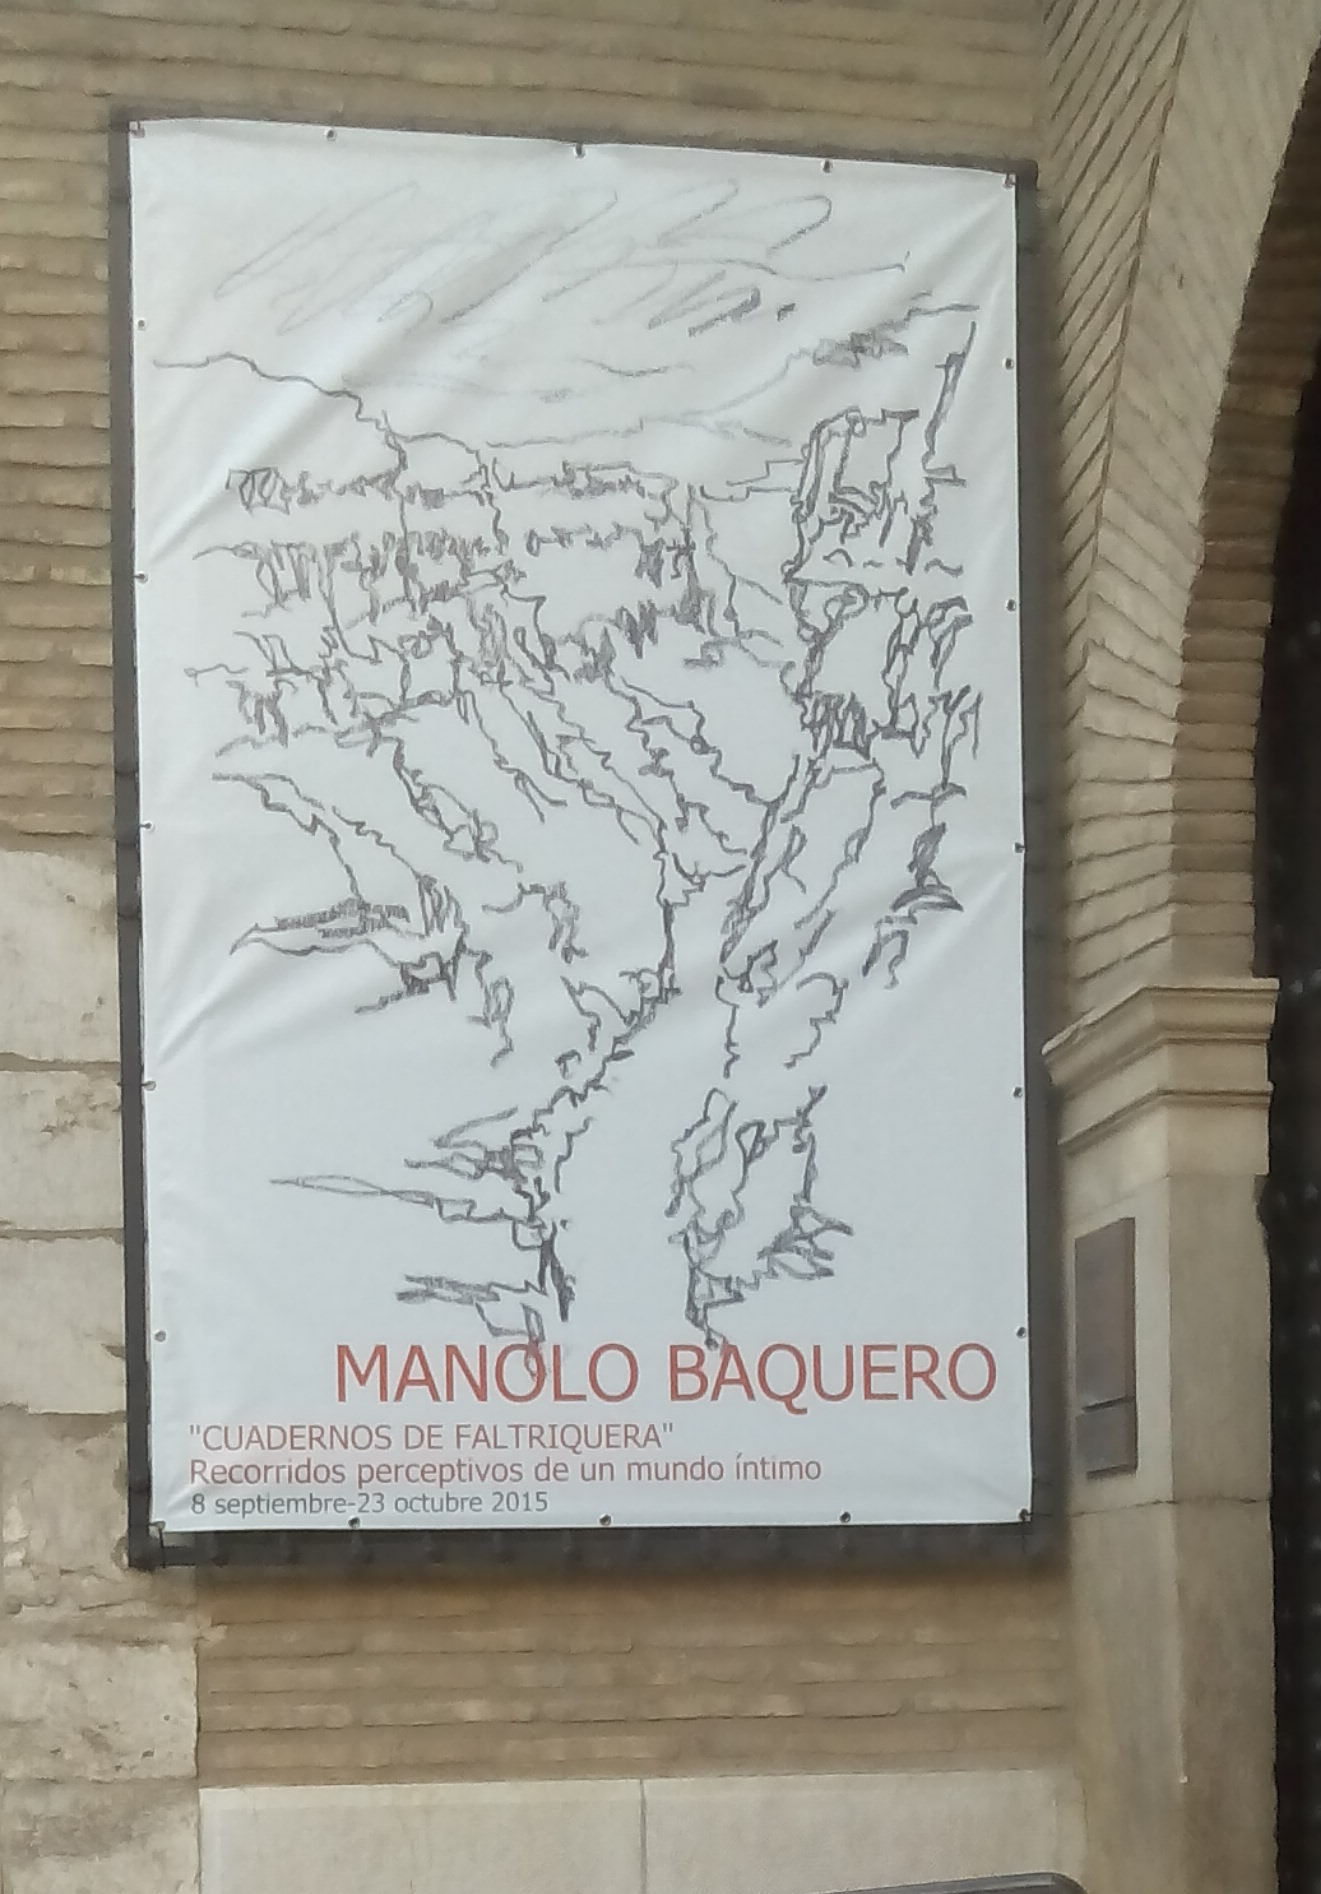 MANOLO BAQUERO
"CUADERNOS DE FALTRIQUERA"
Recorridos perceptivos de un mundo íntimo
8 septiembre-23 octubre 2015